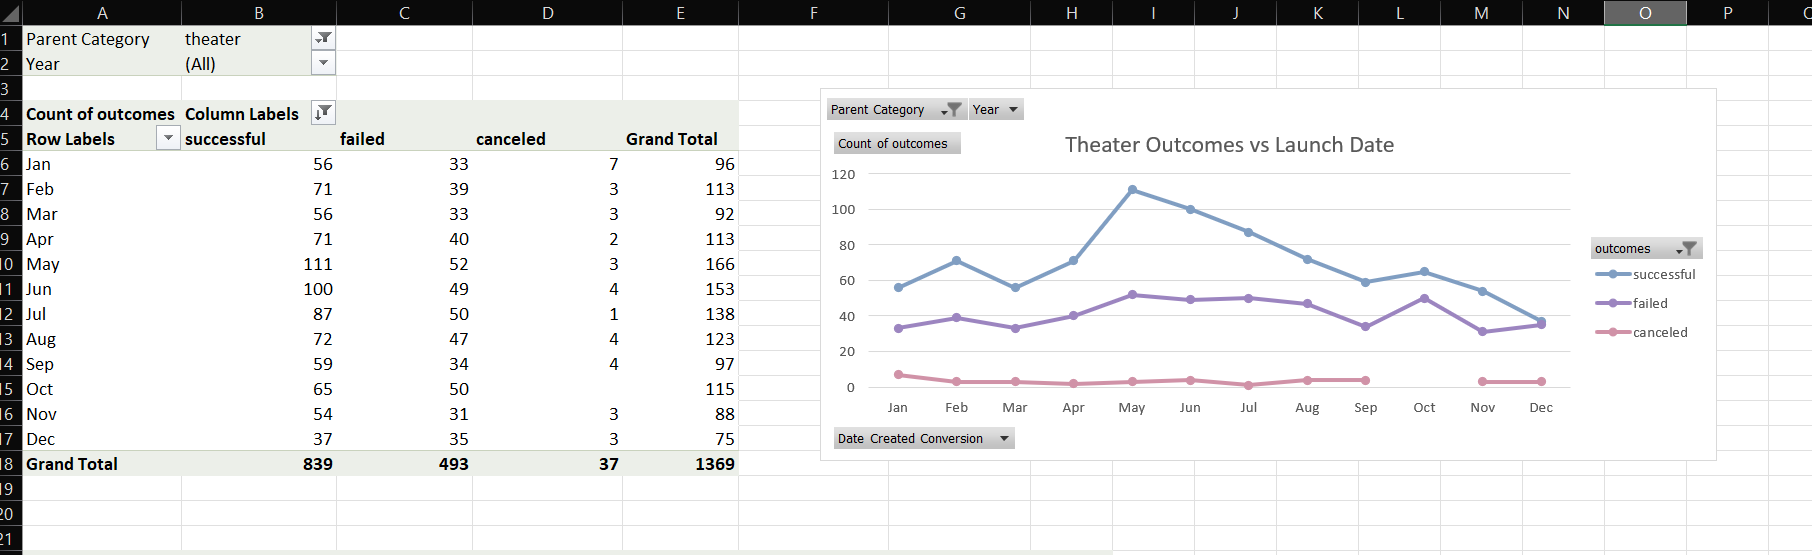 A B C D E F G H I J K L M N O P
1 Parent Category theater
2 Year (All)
3
4 Count of outcomes Column Labels
5 Row Labels successful failed canceled Grand Total
6 Jan 56 33 7 96
7 Feb 71 39 3 113
8 Mar 56 33 3 92
9 Apr 71 40 2 113
10 May 111 52 3 166
11 Jun 100 49 4 153
12 Jul 87 50 1 138
13 Aug 72 47 4 123
14 Sep 59 34 4 97
15 Oct 65 50 115
16 Nov 54 31 3 88
17 Dec 37 35 3 75
18 Grand Total 839 493 37 1369
19
20
21
Parent Category Year
Count of outcomes
Theater Outcomes vs Launch Date
120
100
80
60
40
20
0
Jan Feb Mar Apr May Jun Jul Aug Sep Oct Nov Dec
outcomes
successful
failed
canceled
Date Created Conversion